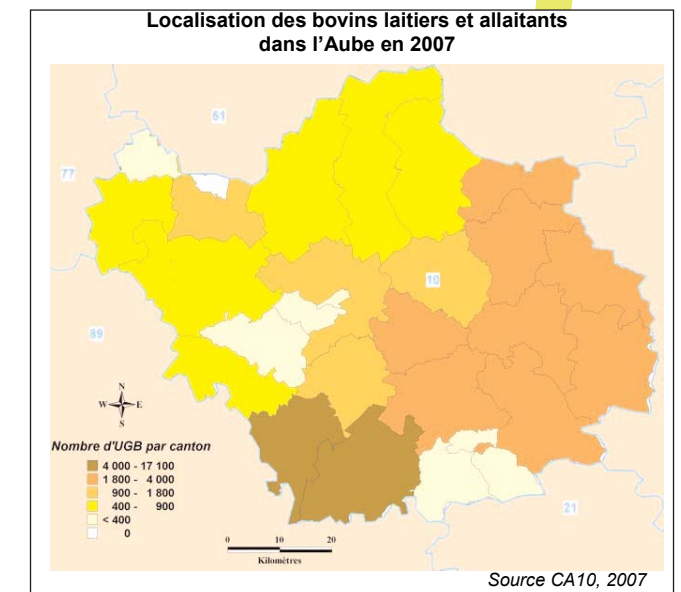 Localisation des bovins laitiers et allaitants
dans l'Aube en 2007
51
77
10
89
N
W E
S
Nombre d'UGB par canton
4 000 - 17 100
1 800 - 4 000
900 - 1 800
400 - 900
< 400
0
21
0 10 20
Kilomètres
Source CA10, 2007